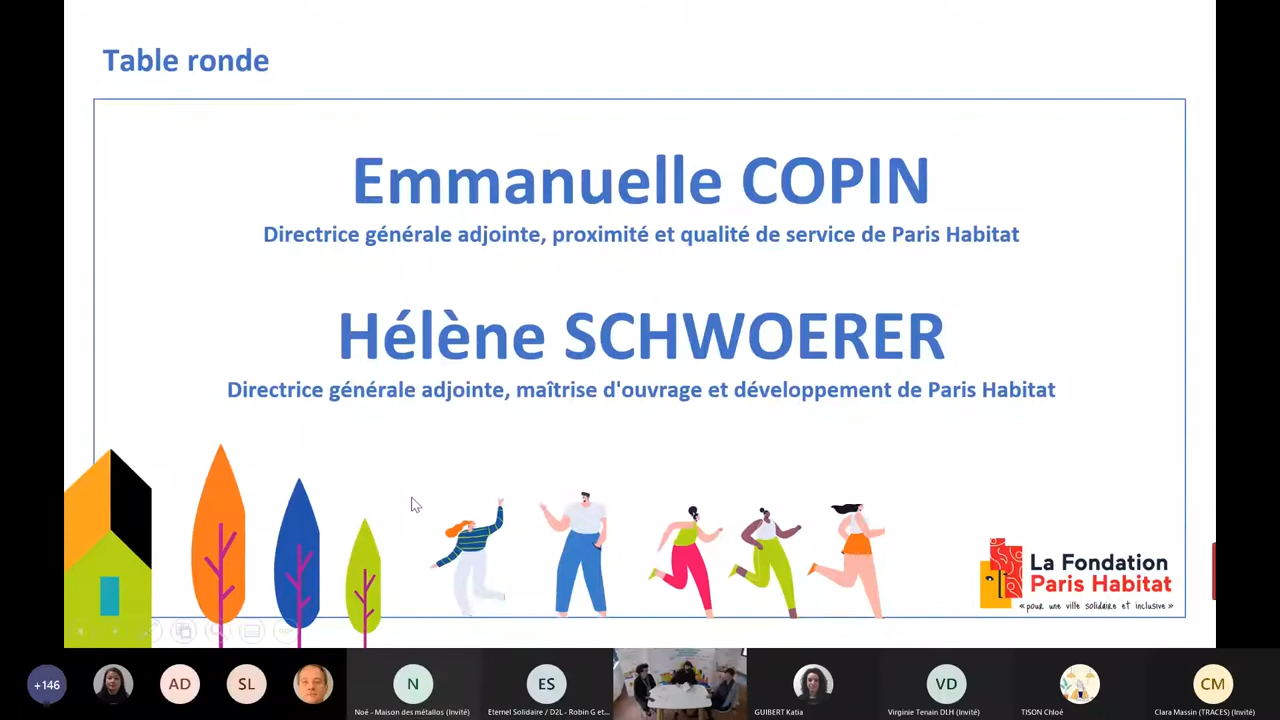 Table ronde
Emmanuelle COPIN
Directrice générale adjointe, proximité et qualité de service de Paris Habitat
Hélène SCHWOERER
Directrice générale adjointe, maîtrise d'ouvrage et développement de Paris Habitat
La Fondation
Paris Habitat
« pour une ville solidaire et inclusive »
+146
AD
SL
N
ES
VD
CM
Noé - Maison des métallos (Invité)
Eternel Solidaire / D2L - Robin G et...
GUIBERT Katia
Virginie Tenain DLH (Invité)
TISON Chloé
Clara Massin (TRACES) (Invité)